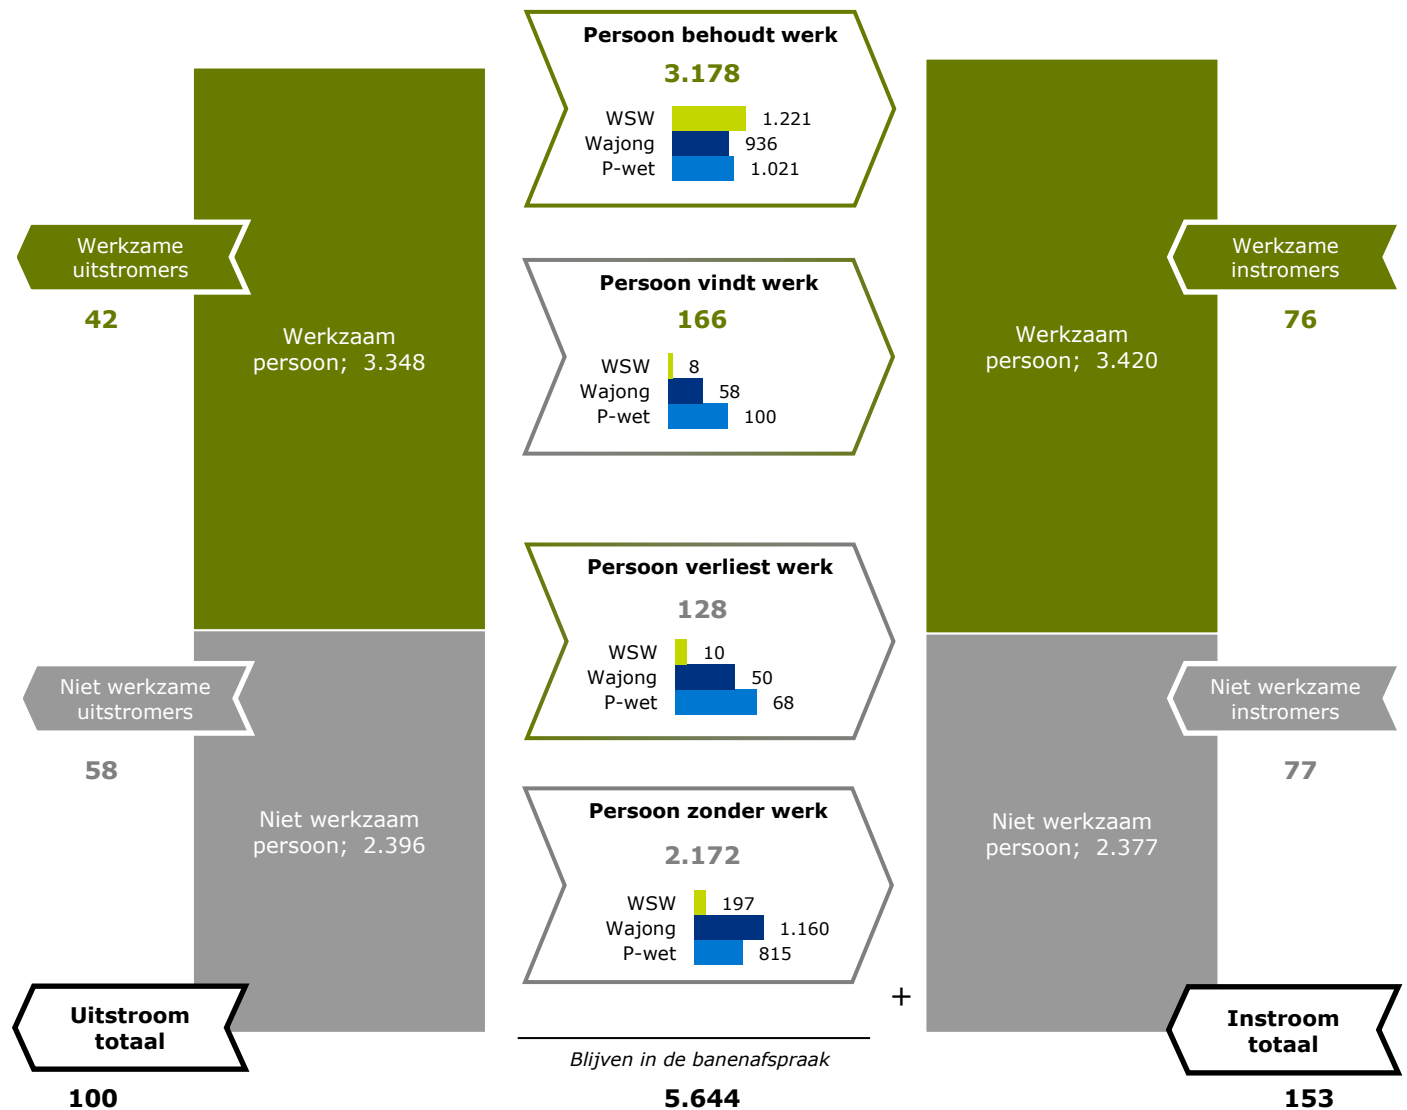 Persoon behoudt werk
3.178
WSW 1.221
Wajong 936
P-wet 1.021
Werkzame
uitstromers
42
Werkzaam
persoon; 3.348
Persoon vindt werk
166
WSW 8
Wajong 58
P-wet 100
Werkzaam
persoon; 3.420
Werkzame
instromers
76
Persoon verliest werk
128
WSW 10
Wajong 50
P-wet 68
Niet werkzame
uitstromers
58
Niet werkzaam
persoon; 2.396
Persoon zonder werk
2.172
WSW 197
Wajong 1.160
P-wet 815
Niet werkzaam
persoon; 2.377
Niet werkzame
instromers
77
+
Uitstroom
totaal
100
Blijven in de banenafspraak
5.644
Instroom
totaal
153